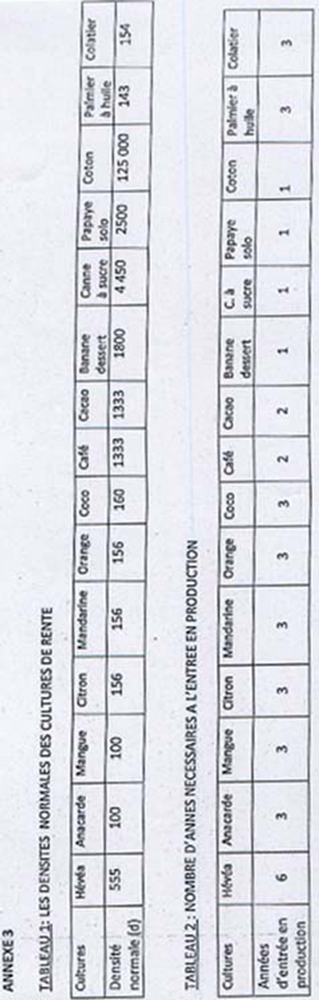 ANNEXE 3
TABLEAU 1: LES DENSITES NORMALES DES CULTURES DE RENTE
Cultures Hévéa Anacarde Mangue Citron Mandarine Orange Coco Café Cacao Banane dessert Canne à sucre Papaye solo Coton Palmier à huile Colatier
Densité normale (d) 555 100 100 156 156 156 160 1333 1333 1800 4 450 2500 125 000 143 154
TABLEAU 2 : NOMBRE D'ANNES NECESSAIRES A L'ENTREE EN PRODUCTION
Cultures Hévéa Anacarde Mangue Citron Mandarine Orange Coco Café Cacao Banane dessert C. à sucre Papaye solo Coton Palmier à huile Colatier
Années d'entrée en production 6 3 3 3 3 3 3 2 2 1 1 1 1 3 3